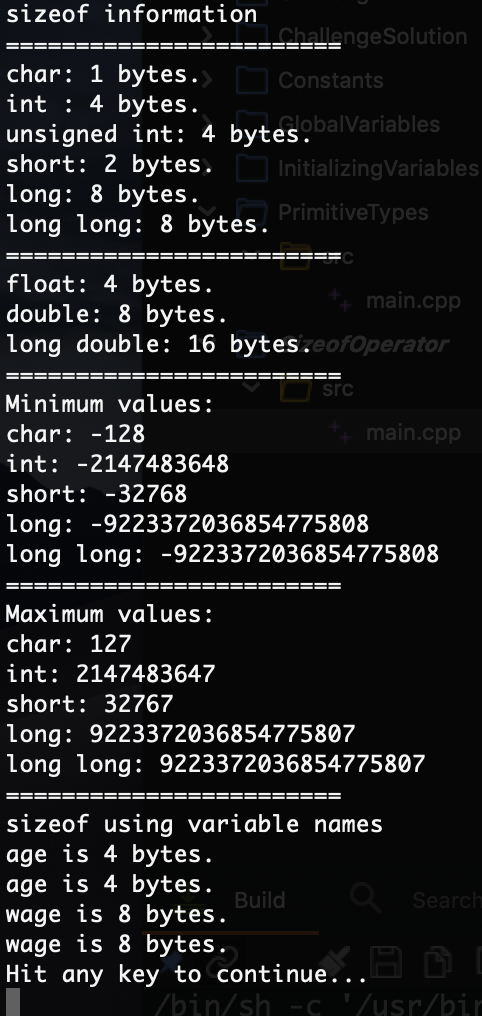 sizeof information
========================
char: 1 bytes.
int : 4 bytes.
unsigned int: 4 bytes.
short: 2 bytes.
long: 8 bytes.
long long: 8 bytes.
========================
float: 4 bytes.
double: 8 bytes.
long double: 16 bytes.
========================
Minimum values:
char: -128
int: -2147483648
short: -32768
long: -9223372036854775808
long long: -9223372036854775808
========================
Maximum values:
char: 127
int: 2147483647
short: 32767
long: 9223372036854775807
long long: 9223372036854775807
========================
sizeof using variable names
age is 4 bytes.
age is 4 bytes.
wage is 8 bytes.
wage is 8 bytes.
Hit any key to continue...
ChallengeSolution
Constants
GlobalVariables
InitializingVariables
PrimitiveTypes
src
main.cpp
SizeofOperator
src
main.cpp
Build
Search
/bin/sh -c '/usr/bin